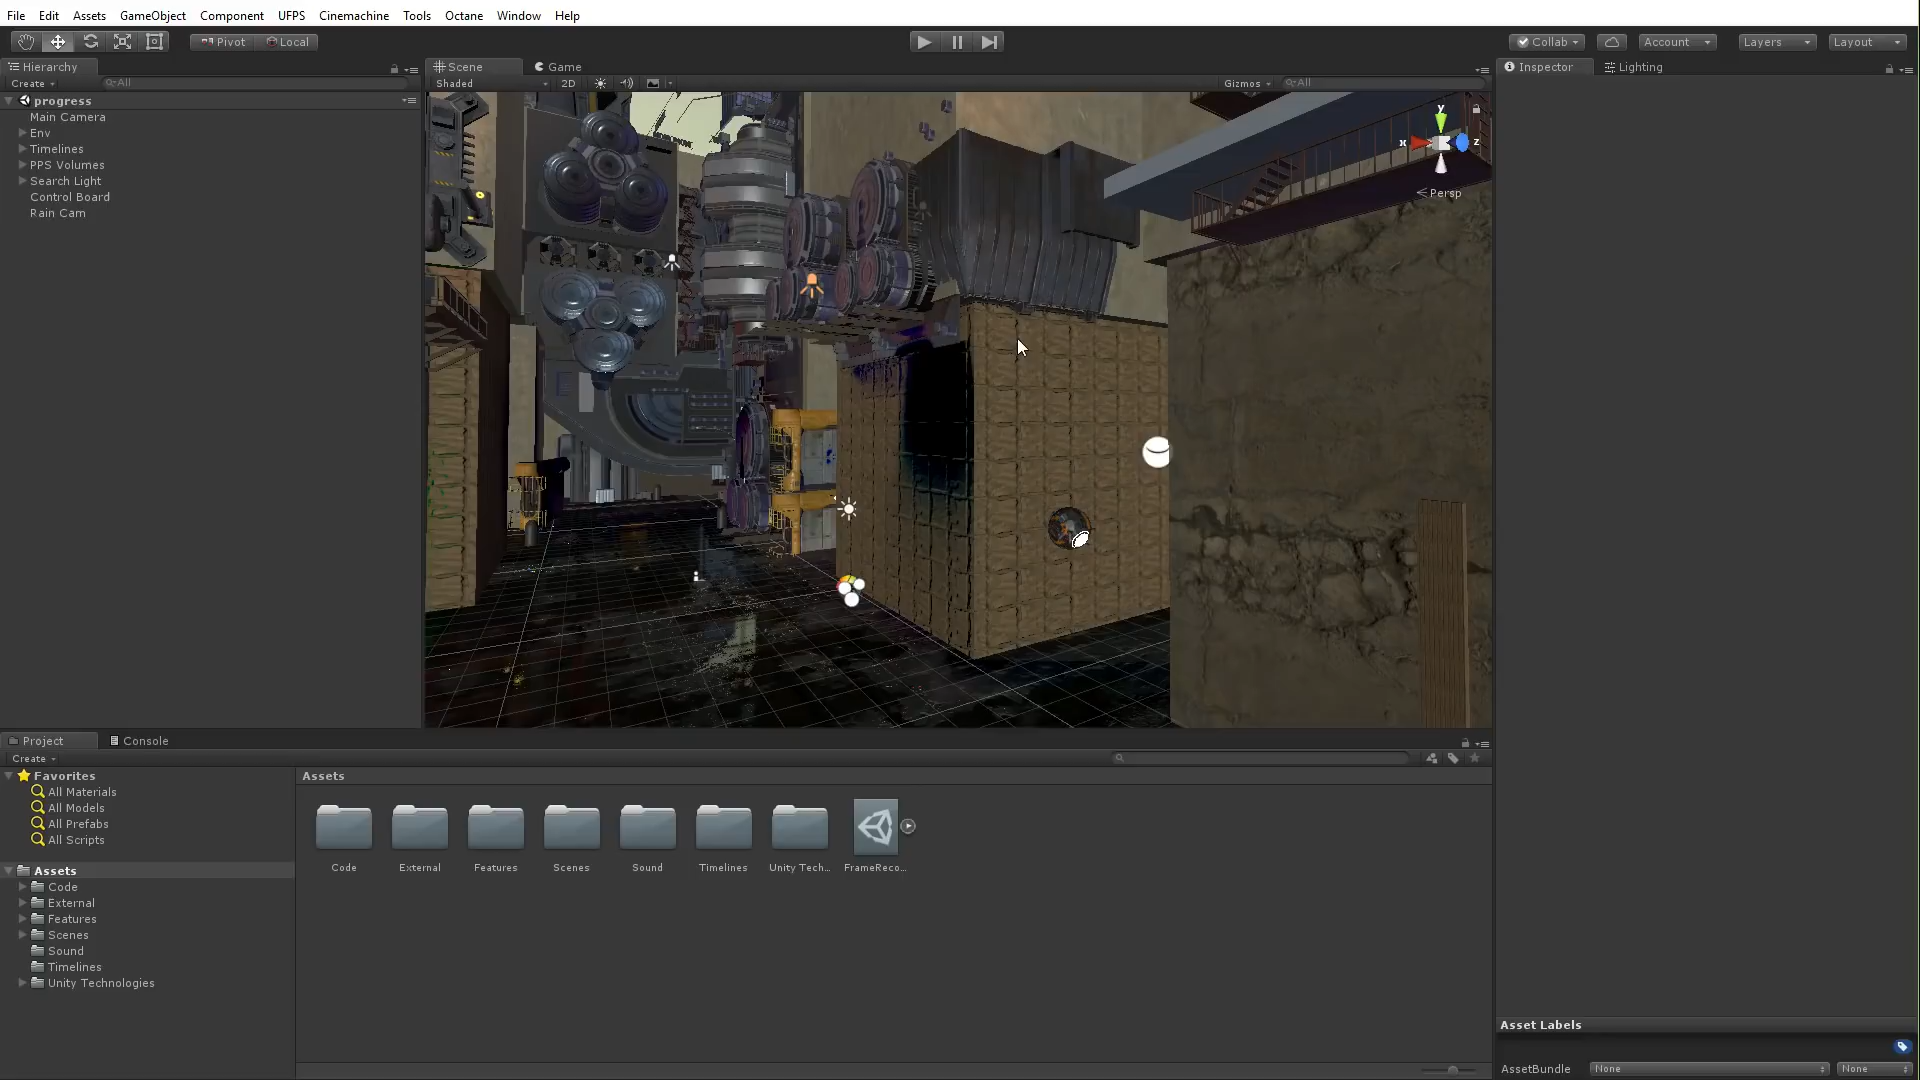 File Edit Assets GameObject Component UFPS Cinemachine Tools Octane Window Help
Pivot Local Collab Account Layers Layout
Hierarchy Scene Game Inspector Lighting
Create All Shaded 2D Gizmos All
progress
Main Camera
Env
Timelines
PPS Volumes
Search Light
Control Board
Rain Cam
y
x z
Persp
Project Console
Create
Favorites
All Materials
All Models
All Prefabs
All Scripts
Assets
Code
External
Features
Scenes
Sound
Timelines
Unity Technologies
Assets
Code External Features Scenes Sound Timelines Unity Tech... FrameReco...
Asset Labels
AssetBundle None None